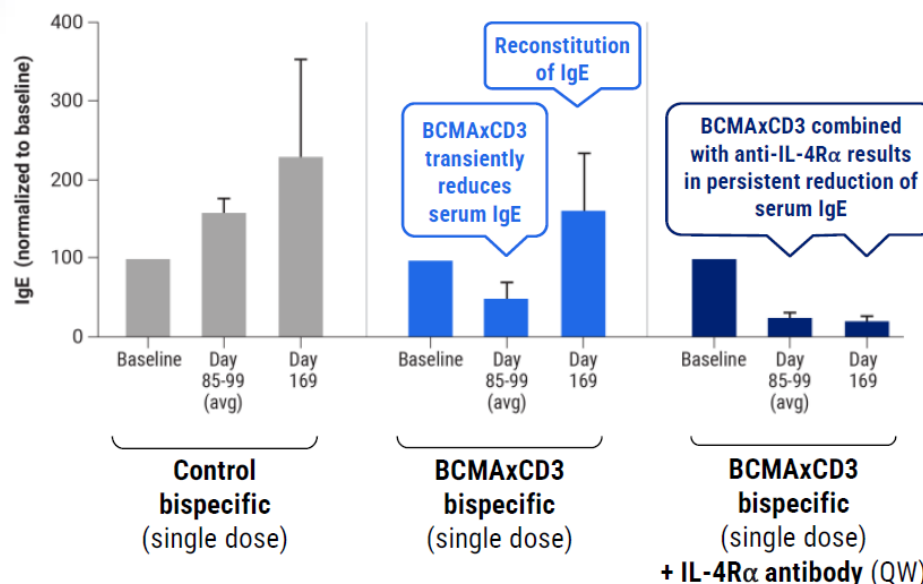 IgE (normalized to baseline)
400
300
200
100
0
BCMAxCD3
transiently
reduces
serum IgE
Reconstitution
of IgE
BCMAxCD3 combined
with anti-IL-4Rα results
in persistent reduction of
serum IgE
Baseline
Day
85-99
(avg)
Day
169
Baseline
Day
85-99
(avg)
Day
169
Baseline
Day
85-99
(avg)
Day
169
Control
bispecific
(single dose)
BCMAxCD3
bispecific
(single dose)
BCMAxCD3
bispecific
(single dose)
+ IL-4Rα antibody (QW)